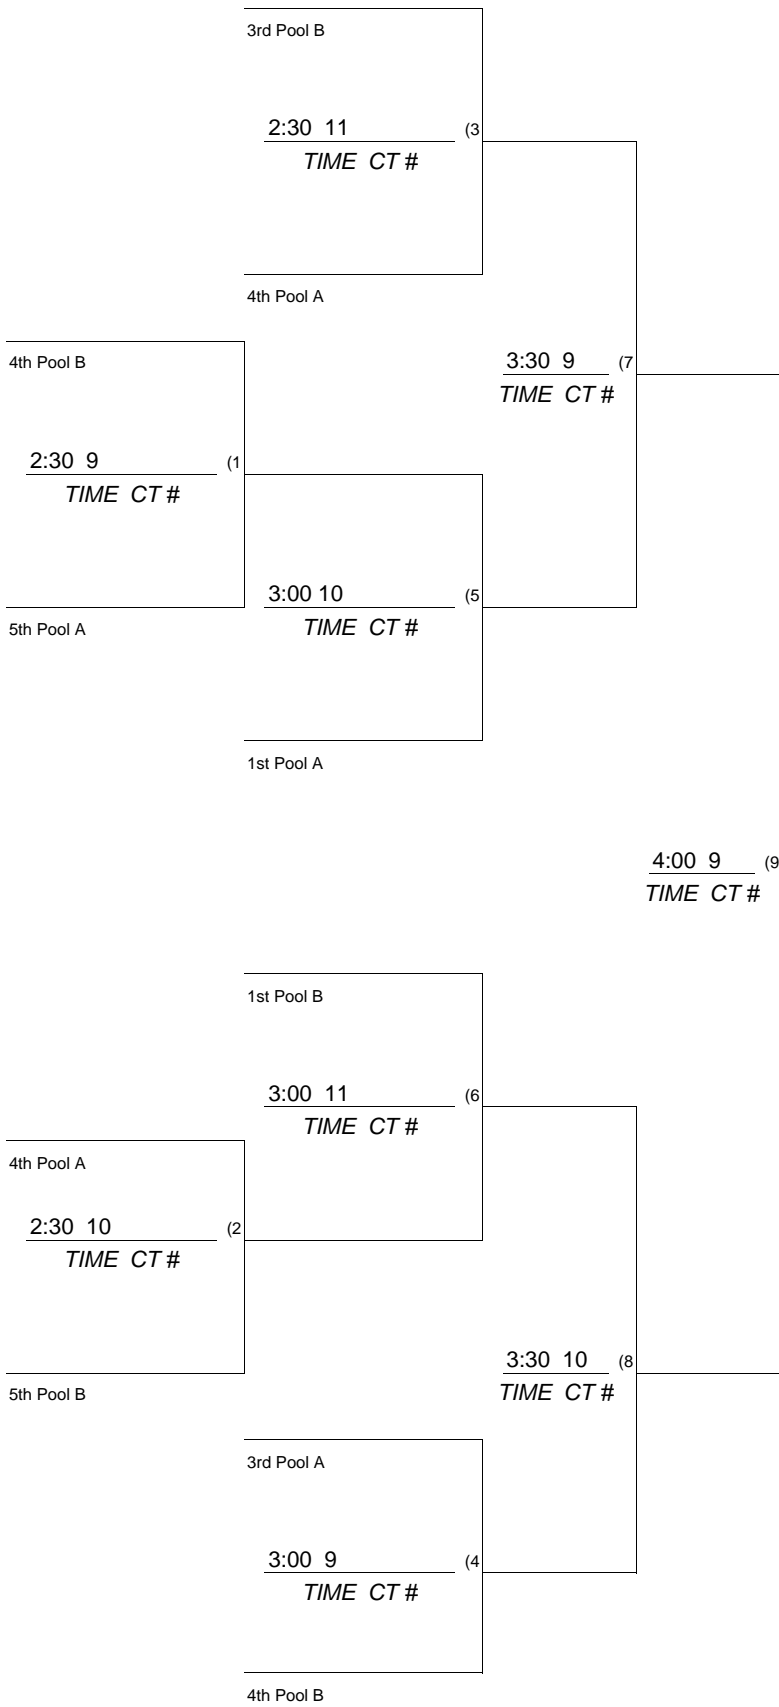 3rd Pool B
2:30 11 (3
TIME CT #
4th Pool A
4th Pool B
3:30 9 (7
TIME CT #
2:30 9 (1
TIME CT #
3:00 10 (5
TIME CT #
5th Pool A
1st Pool A
4:00 9 (9
TIME CT #
1st Pool B
3:00 11 (6
TIME CT #
4th Pool A
2:30 10 (2
TIME CT #
3:30 10 (8
TIME CT #
5th Pool B
3rd Pool A
3:00 9 (4
TIME CT #
4th Pool B